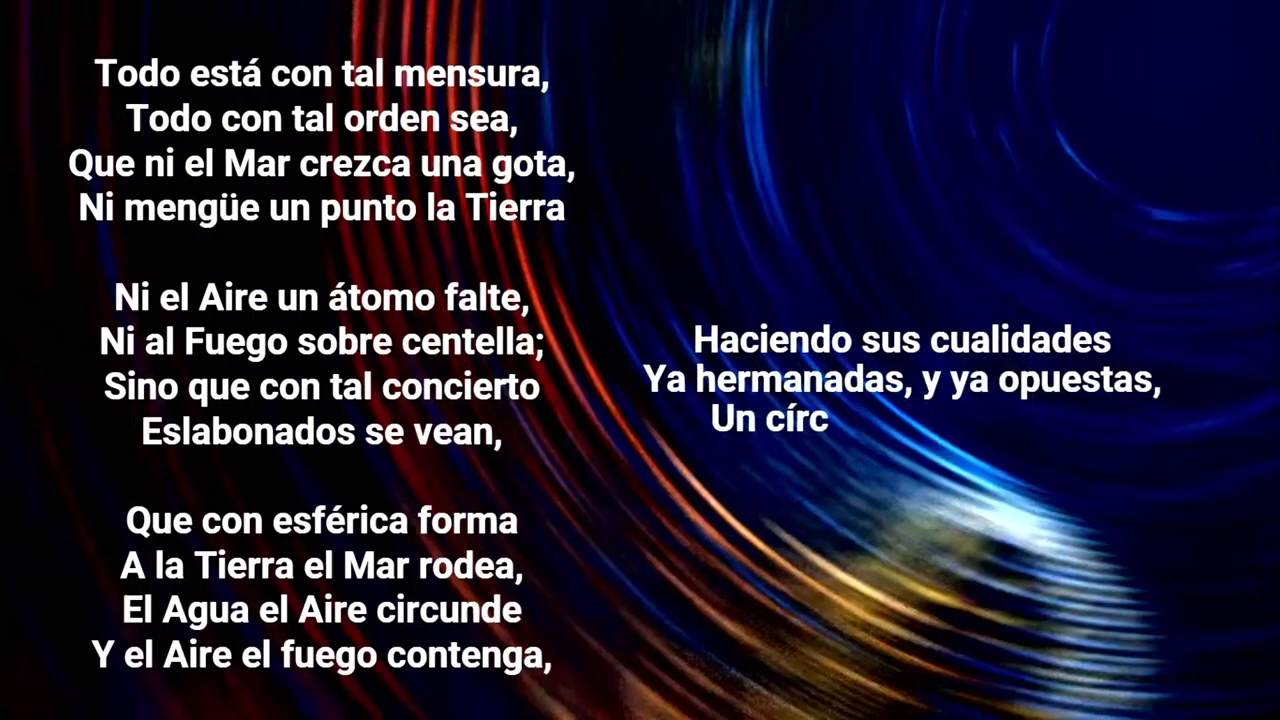 Todo está con tal mensura,
Todo con tal orden sea,
Que ni el Mar crezca una gota,
Ni mengüe un punto la Tierra
Ni el Aire un átomo falte,
Ni al Fuego sobre centella;
Sino que con tal concierto
Eslabonados se vean,
Que con esférica forma
A la Tierra el Mar rodea,
El Agua el Aire circunde
Y el Aire el fuego contenga,
Haciendo sus cualidades
Ya hermanadas, y ya opuestas,
Un círc